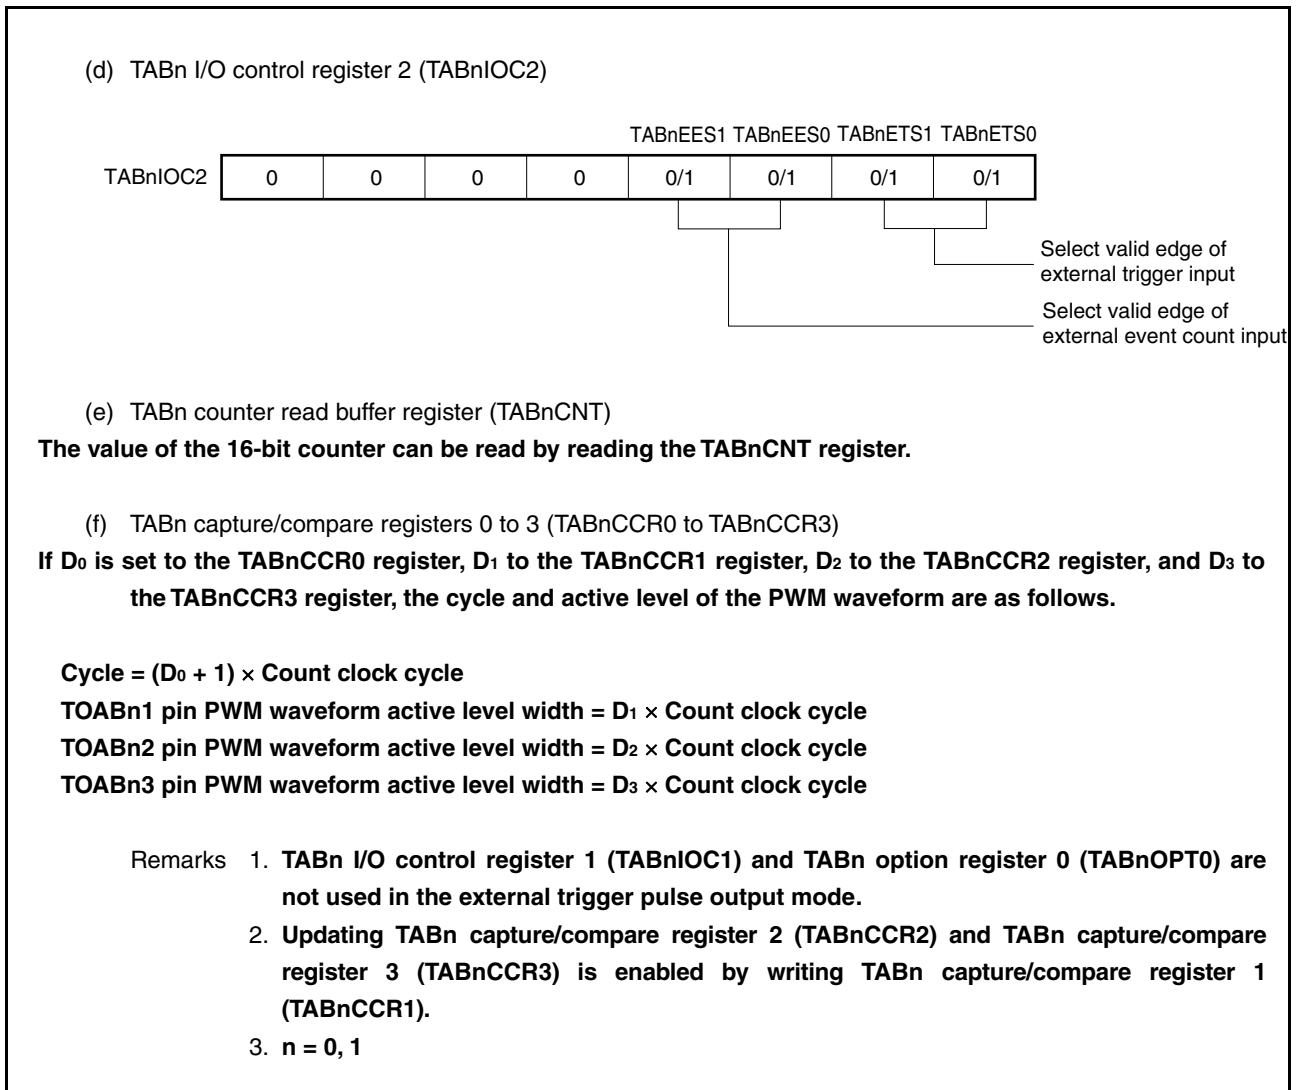 (d) TABn I/O control register 2 (TABnIOC2)
TABnEES1 TABnEES0 TABnETS1 TABnETS0
TABnIOC2 0 0 0 0 0/1 0/1 0/1 0/1
Select valid edge of
external trigger input
Select valid edge of
external event count input
(e) TABn counter read buffer register (TABnCNT)
The value of the 16-bit counter can be read by reading the TABnCNT register.
(f) TABn capture/compare registers 0 to 3 (TABnCCR0 to TABnCCR3)
If D0 is set to the TABnCCR0 register, D1 to the TABnCCR1 register, D2 to the TABnCCR2 register, and D3 to
the TABnCCR3 register, the cycle and active level of the PWM waveform are as follows.
Cycle = (D0 + 1) × Count clock cycle
TOABn1 pin PWM waveform active level width = D1 × Count clock cycle
TOABn2 pin PWM waveform active level width = D2 × Count clock cycle
TOABn3 pin PWM waveform active level width = D3 × Count clock cycle
Remarks 1. TABn I/O control register 1 (TABnIOC1) and TABn option register 0 (TABnOPT0) are
not used in the external trigger pulse output mode.
2. Updating TABn capture/compare register 2 (TABnCCR2) and TABn capture/compare
register 3 (TABnCCR3) is enabled by writing TABn capture/compare register 1
(TABnCCR1).
3. n = 0, 1